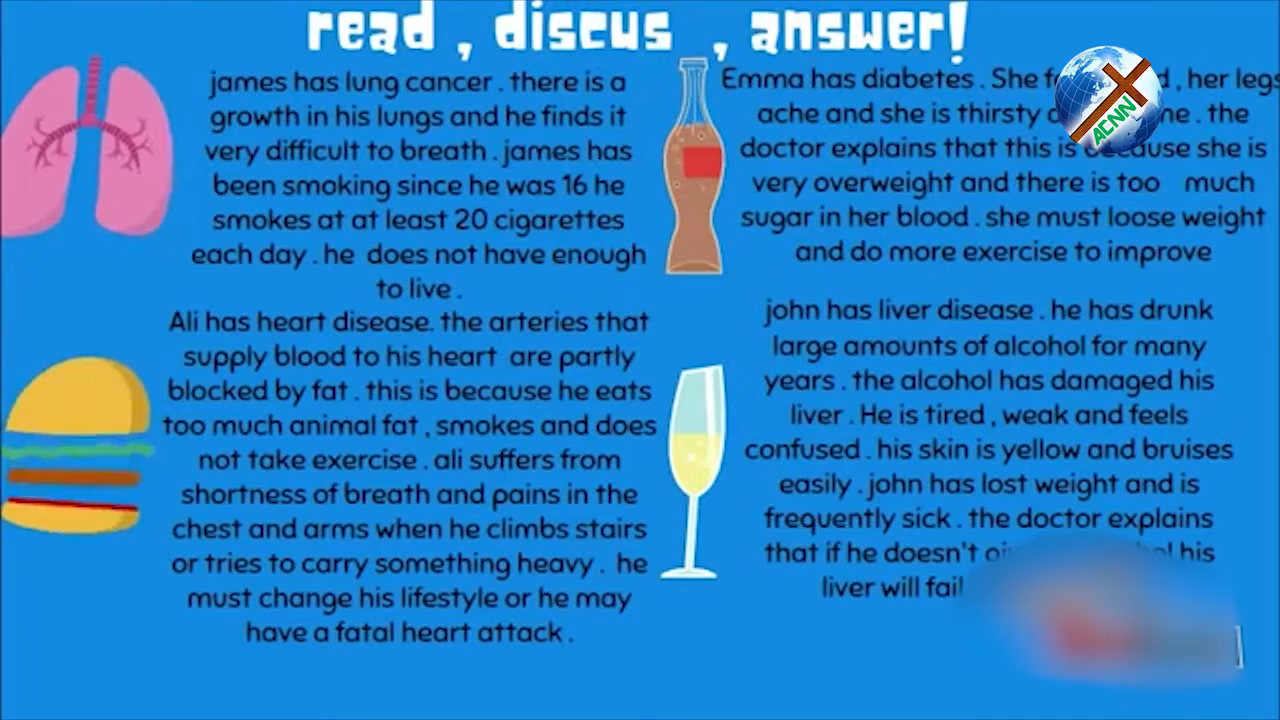 read , discus , answer!
james has lung cancer . there is a
growth in his lungs and he finds it
very difficult to breath . james has
been smoking since he was 16 he
smokes at at least 20 cigarettes
each day . he does not have enough
to live .
Ali has heart disease. the arteries that
supply blood to his heart are partly
blocked by fat . this is because he eats
too much animal fat , smokes and does
not take exercise . ali suffers from
shortness of breath and pains in the
chest and arms when he climbs stairs
or tries to carry something heavy . he
must change his lifestyle or he may
have a fatal heart attack .
Emma has diabetes . She , her legs
ache and she is thirsty . the
doctor explains that this is because she is
very overweight and there is too much
sugar in her blood . she must loose weight
and do more exercise to improve
john has liver disease . he has drunk
large amounts of alcohol for many
years . the alcohol has damaged his
liver . He is tired , weak and feels
confused . his skin is yellow and bruises
easily . john has lost weight and is
frequently sick . the doctor explains
that if he doesn't his
liver will fail
ACNN